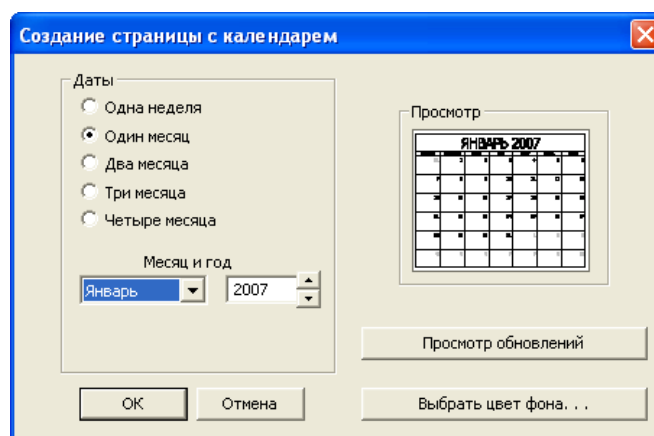 Создание страницы с календарем
Даты
Одна неделя
Один месяц
Два месяца
Три месяца
Четыре месяца
Месяц и год
Январь
2007
Просмотр
ЯНВАРЬ 2007
Просмотр обновлений
OK
Отмена
Выбрать цвет фона. . .